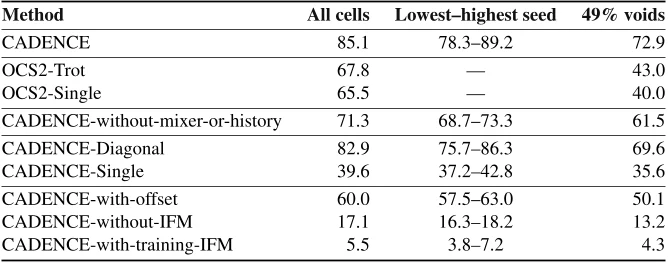 Method All cells Lowest–highest seed 49% voids
CADENCE 85.1 78.3–89.2 72.9
OCS2-Trot 67.8 — 43.0
OCS2-Single 65.5 — 40.0
CADENCE-without-mixer-or-history 71.3 68.7–73.3 61.5
CADENCE-Diagonal 82.9 75.7–86.3 69.6
CADENCE-Single 39.6 37.2–42.8 35.6
CADENCE-with-offset 60.0 57.5–63.0 50.1
CADENCE-without-IFM 17.1 16.3–18.2 13.2
CADENCE-with-training-IFM 5.5 3.8–7.2 4.3